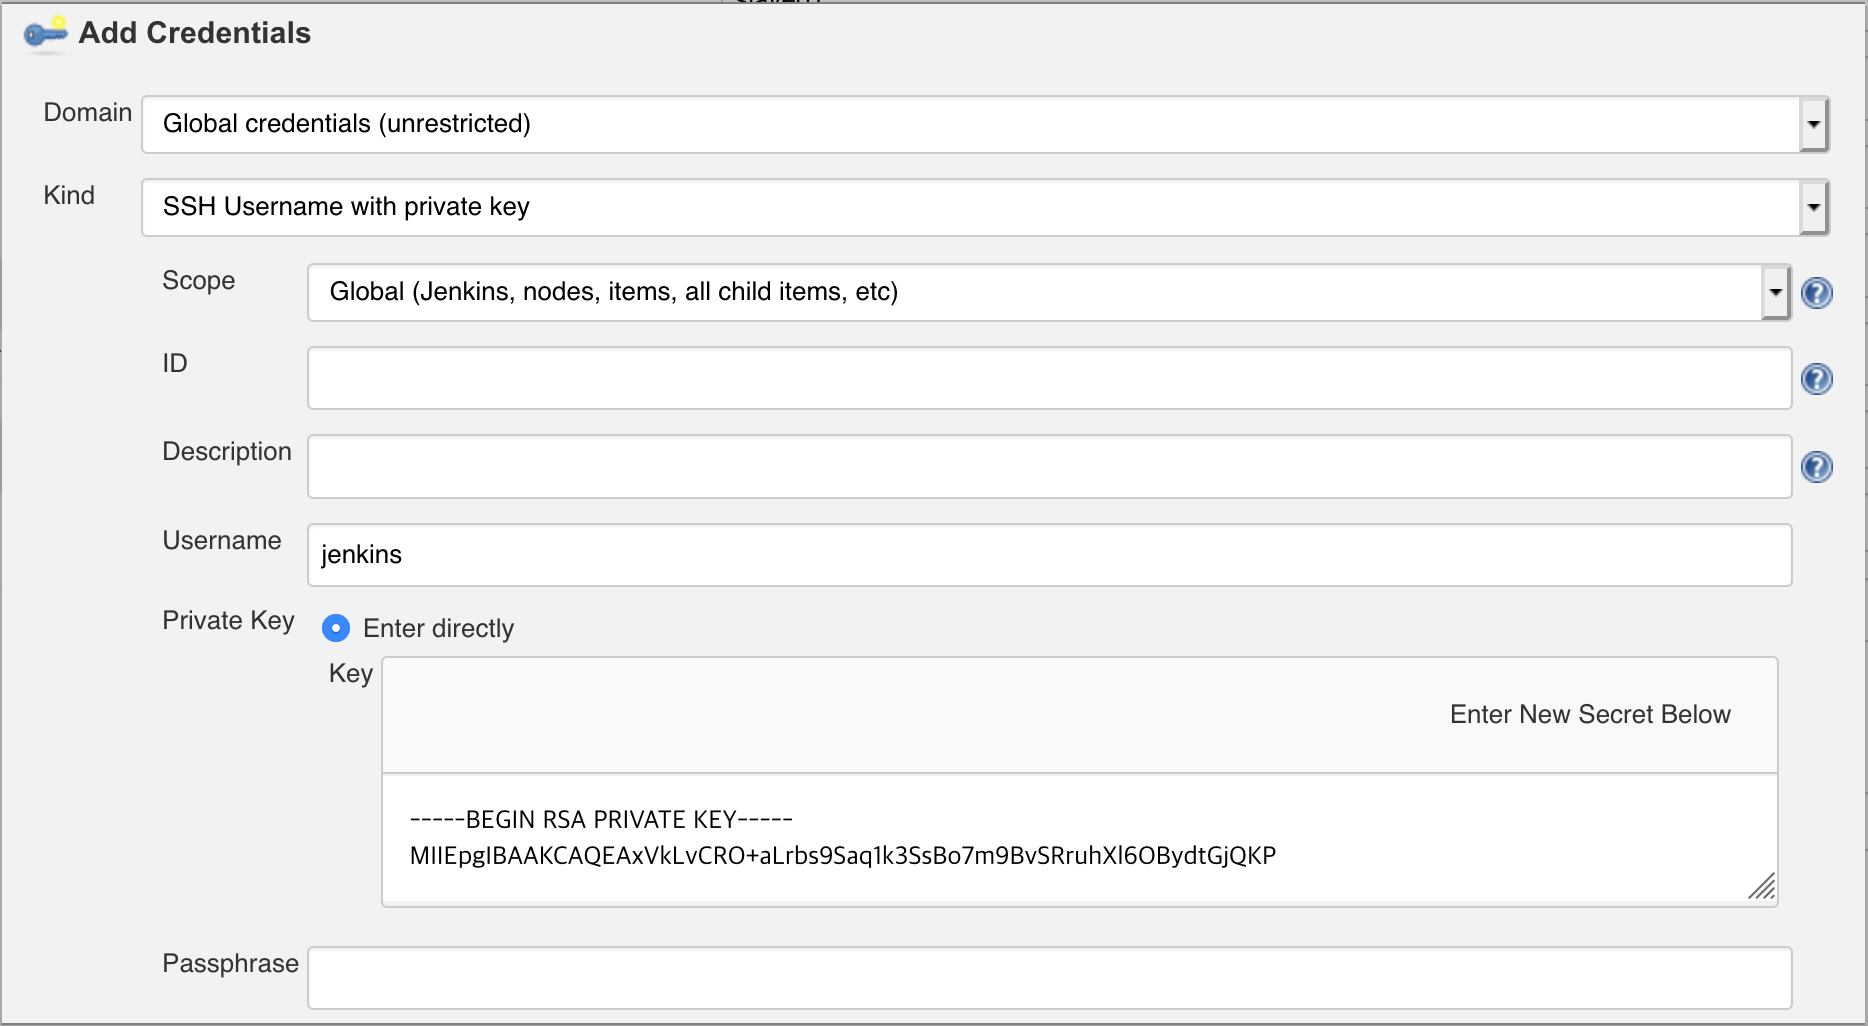 Add Credentials
Domain
Global credentials (unrestricted)
Kind
SSH Username with private key
Scope
Global (Jenkins, nodes, items, all child items, etc)
ID
Description
Username
jenkins
Private Key
Enter directly
Key
Enter New Secret Below
-----BEGIN RSA PRIVATE KEY-----
MIIEpgIBAAKCAQEAxVkLvCRO+aLrbs9Saq1k3SsBo7m9BvSRruhXl6OBydtGjQKP
Passphrase